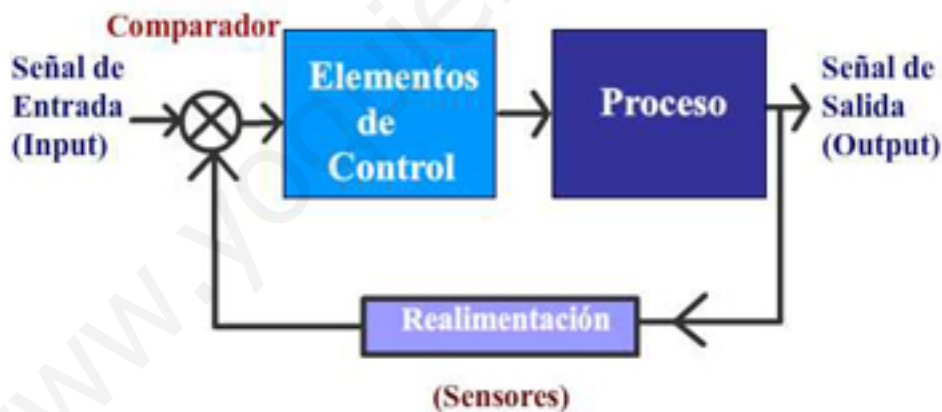 Comparador
Señal de
Entrada
(Input)
Elementos
de
Control
Proceso
Señal de
Salida
(Output)
Realimentación
(Sensores)